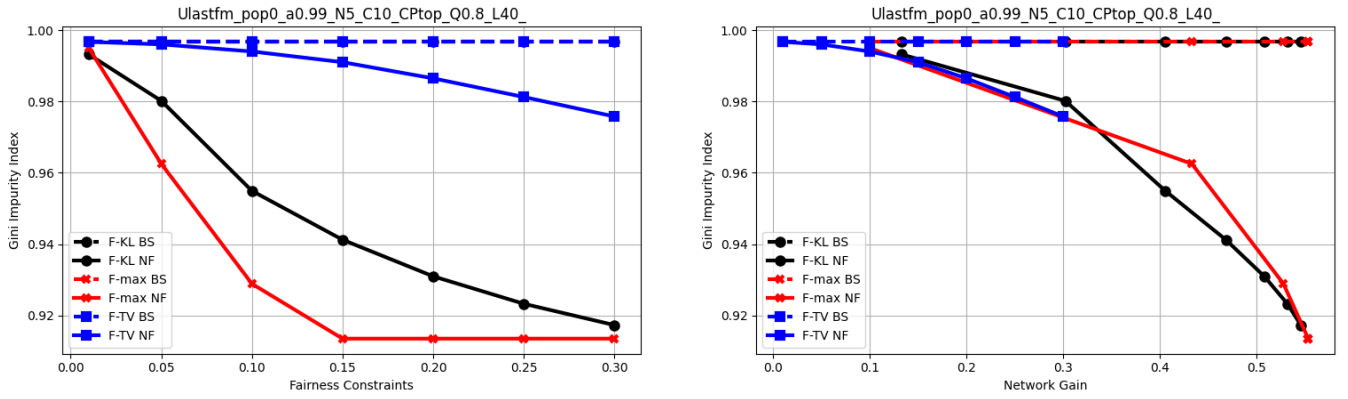 Ulastfm_pop0_a0.99_N5_C10_CPtop_Q0.8_L40_
Gini Impurity Index
1.00
0.98
0.96
0.94
0.92
F-KL BS
F-KL NF
F-max BS
F-max NF
F-TV BS
F-TV NF
0.00 0.05 0.10 0.15 0.20 0.25 0.30
Fairness Constraints
Ulastfm_pop0_a0.99_N5_C10_CPtop_Q0.8_L40_
Gini Impurity Index
1.00
0.98
0.96
0.94
0.92
F-KL BS
F-KL NF
F-max BS
F-max NF
F-TV BS
F-TV NF
0.0 0.1 0.2 0.3 0.4 0.5
Network Gain